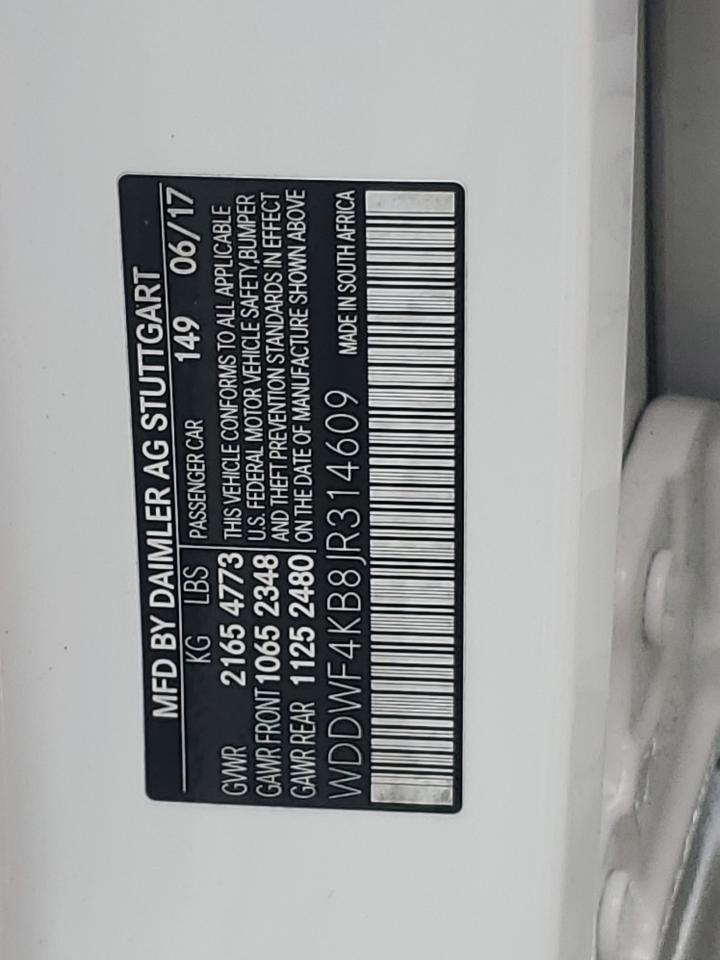 MFD BY DAIMLER AG STUTTGART
KG LBS PASSENGER CAR 149 06/17
GVWR 2165 4773 THIS VEHICLE CONFORMS TO ALL APPLICABLE
U.S. FEDERAL MOTOR VEHICLE SAFETY,BUMPER
GAWR FRONT 1065 2348 AND THEFT PREVENTION STANDARDS IN EFFECT
GAWR REAR 1125 2480 ON THE DATE OF MANUFACTURE SHOWN ABOVE
WDDWF4KB8JR314609 MADE IN SOUTH AFRICA